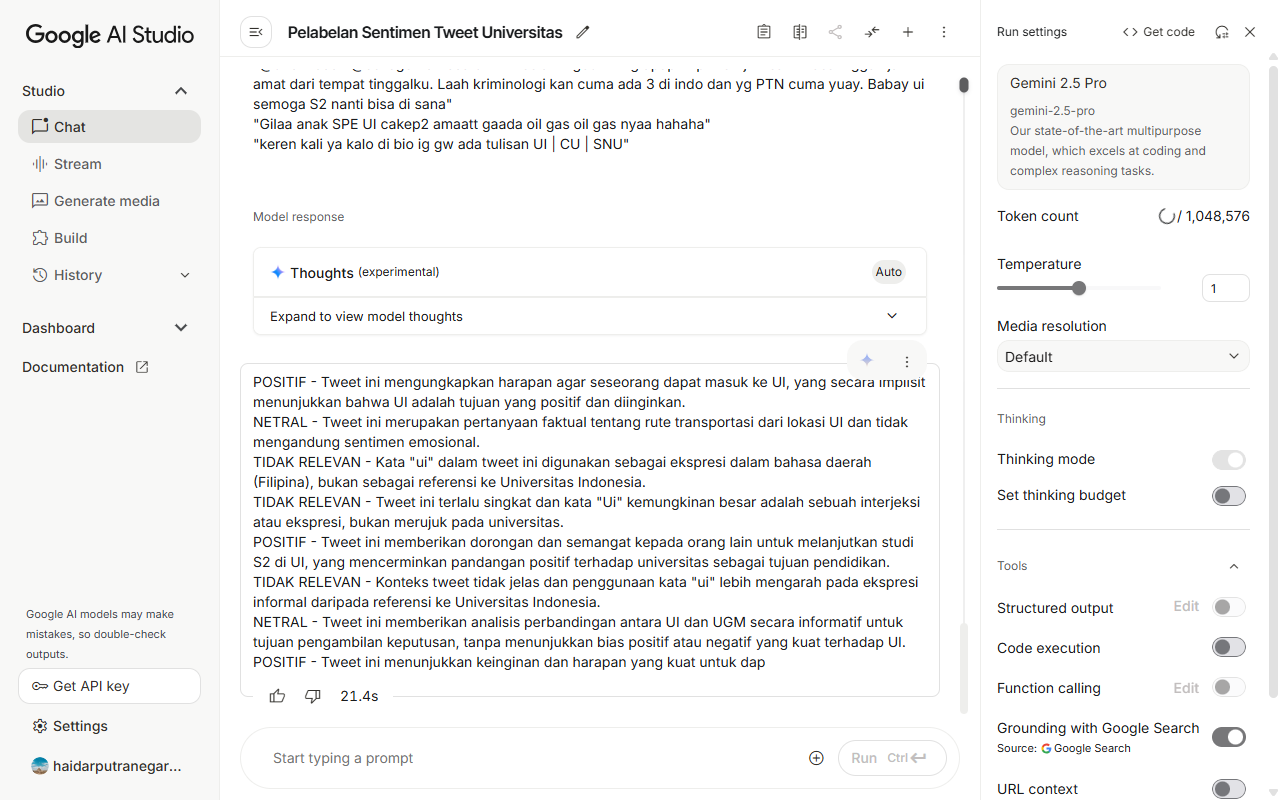 Google AI Studio
Studio
Chat
Stream
Generate media
Build
History
Dashboard
Documentation
Google AI models may make
mistakes, so double-check
outputs.
Get API key
Settings
haidarputranegar...
Pelabelan Sentimen Tweet Universitas
amat dari tempat tinggalku. Laah kriminologi kan cuma ada 3 di indo dan yg PTN cuma yuay. Babay ui
semoga S2 nanti bisa di sana"
"Gilaa anak SPE UI cakep2 amaatt gaada oil gas oil gas nyaa hahaha"
"keren kali ya kalo di bio ig gw ada tulisan UI | CU | SNU"
Model response
Thoughts (experimental)
Auto
Expand to view model thoughts
POSITIF - Tweet ini mengungkapkan harapan agar seseorang dapat masuk ke UI, yang secara implisit
menunjukkan bahwa UI adalah tujuan yang positif dan diinginkan.
NETRAL - Tweet ini merupakan pertanyaan faktual tentang rute transportasi dari lokasi UI dan tidak
mengandung sentimen emosional.
TIDAK RELEVAN - Kata "ui" dalam tweet ini digunakan sebagai ekspresi dalam bahasa daerah
(Filipina), bukan sebagai referensi ke Universitas Indonesia.
TIDAK RELEVAN - Tweet ini terlalu singkat dan kata "Ui" kemungkinan besar adalah sebuah interjeksi
atau ekspresi, bukan merujuk pada universitas.
POSITIF - Tweet ini memberikan dorongan dan semangat kepada orang lain untuk melanjutkan studi
S2 di UI, yang mencerminkan pandangan positif terhadap universitas sebagai tujuan pendidikan.
TIDAK RELEVAN - Konteks tweet tidak jelas dan penggunaan kata "ui" lebih mengarah pada ekspresi
informal daripada referensi ke Universitas Indonesia.
NETRAL - Tweet ini memberikan analisis perbandingan antara UI dan UGM secara informatif untuk
tujuan pengambilan keputusan, tanpa menunjukkan bias positif atau negatif yang kuat terhadap UI.
POSITIF - Tweet ini menunjukkan keinginan dan harapan yang kuat untuk dap
21.4s
Start typing a prompt
Run Ctrl
Run settings
Get code
Gemini 2.5 Pro
gemini-2.5-pro
Our state-of-the-art multipurpose
model, which excels at coding and
complex reasoning tasks.
Token count
/ 1,048,576
Temperature
1
Media resolution
Default
Thinking
Thinking mode
Set thinking budget
Tools
Structured output
Edit
Code execution
Function calling
Edit
Grounding with Google Search
Source: Google Search
URL context